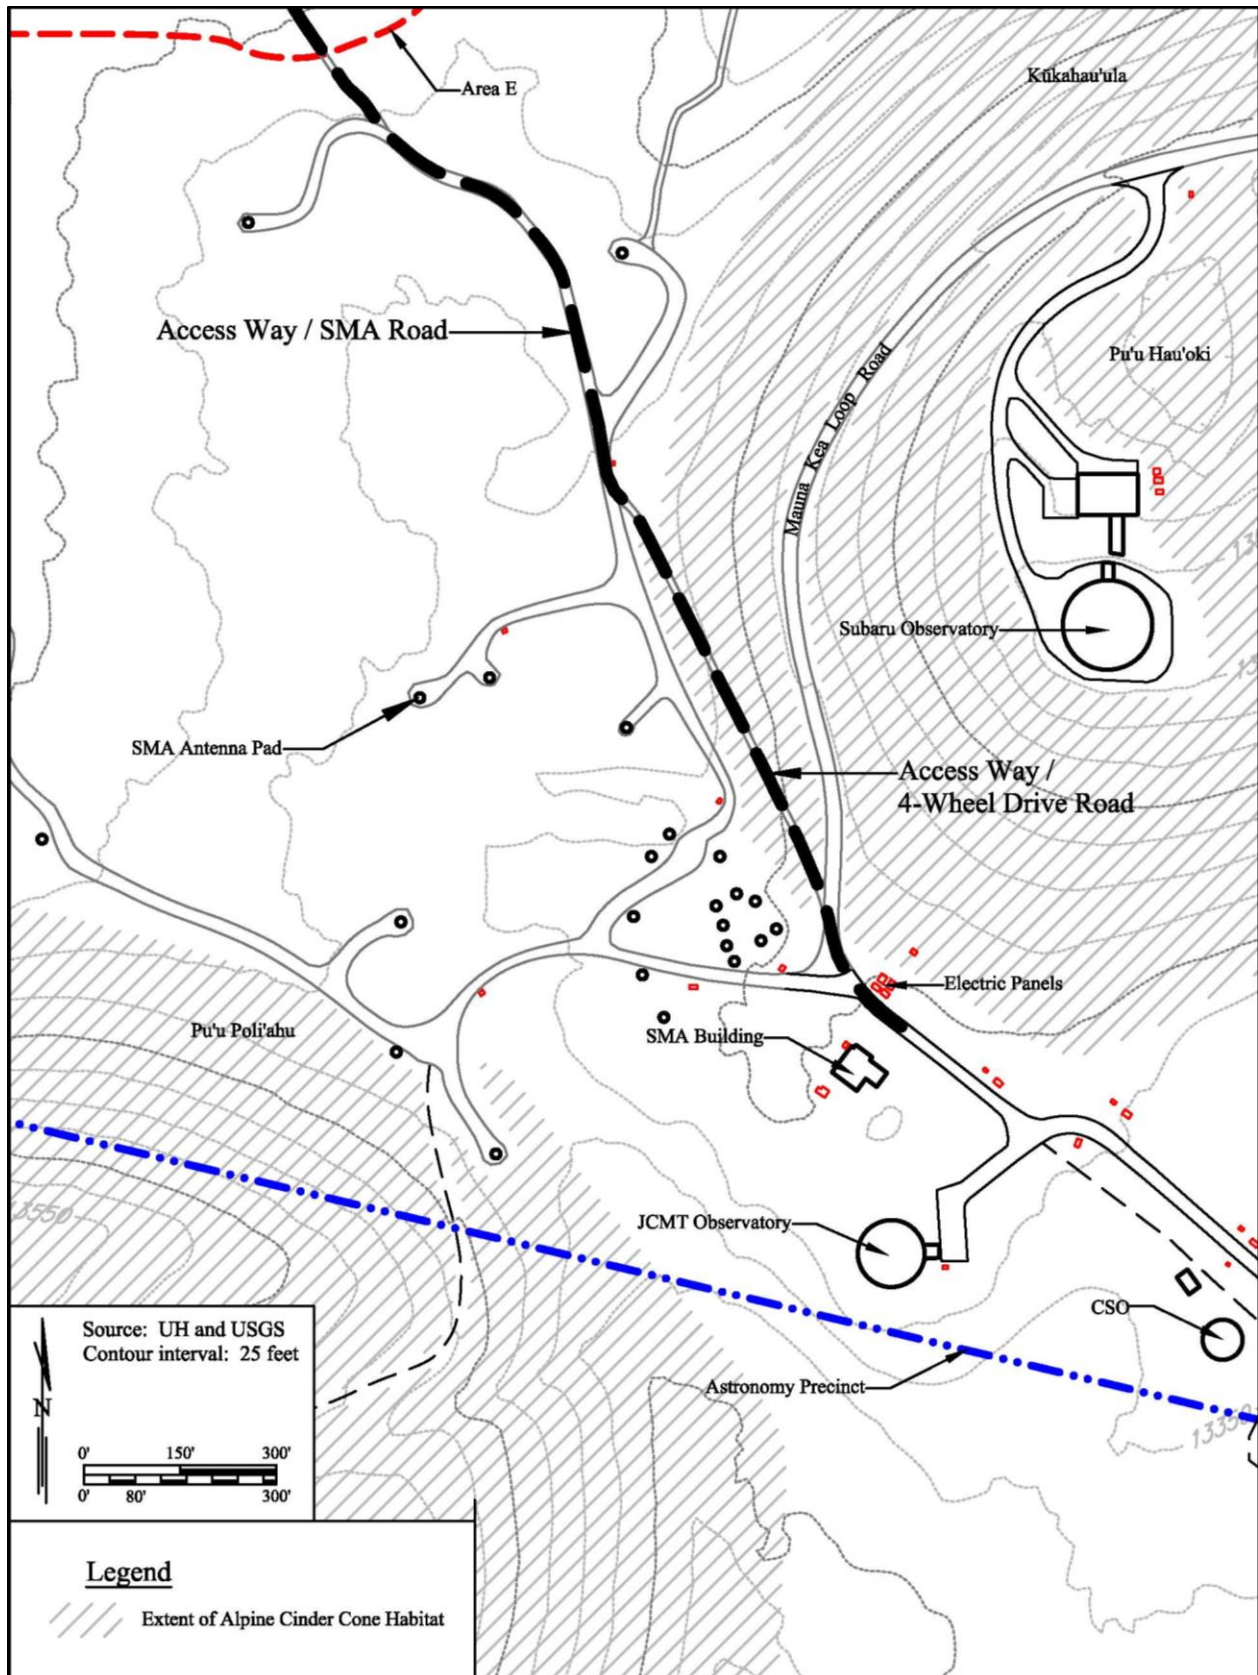 Kūkahau'ula
Area E
Access Way / SMA Road
Pu'u Hau'oki
Mauna Kea Loop Road
Subaru Observatory
SMA Antenna Pad
Access Way /
4-Wheel Drive Road
Electric Panels
Pu'u Poli'ahu
SMA Building
JCMT Observatory
CSO
Astronomy Precinct
13350
Source: UH and USGS
Contour interval: 25 feet
N
0' 150' 300'
0' 80' 300'
Legend
Extent of Alpine Cinder Cone Habitat